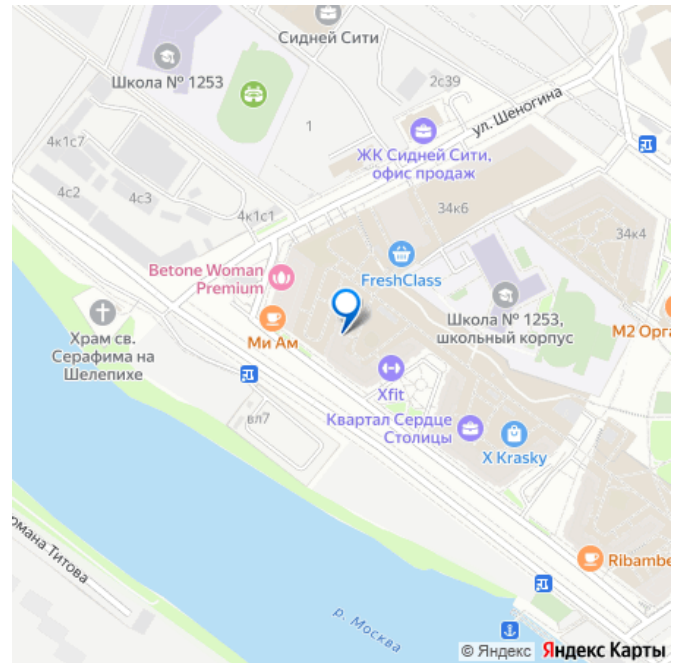 Сидней Сити
Школа № 1253
2с39
ул. Шеногина
1
4к1с7
ЖК Сидней Сити,
офис продаж
4с2
4с3
4к1с1
34к6
34к4
Betone Woman
Premium
FreshClass
Школа № 1253,
школьный корпус
Храм св.
Серафима на
Шелепихе
Ми Ам
М2 Орга
Xfit
вл7
Квартал Сердце
Столицы
X Krasky
омана Титова
Ribambe
р. Москва
© Яндекс Яндекс Карты